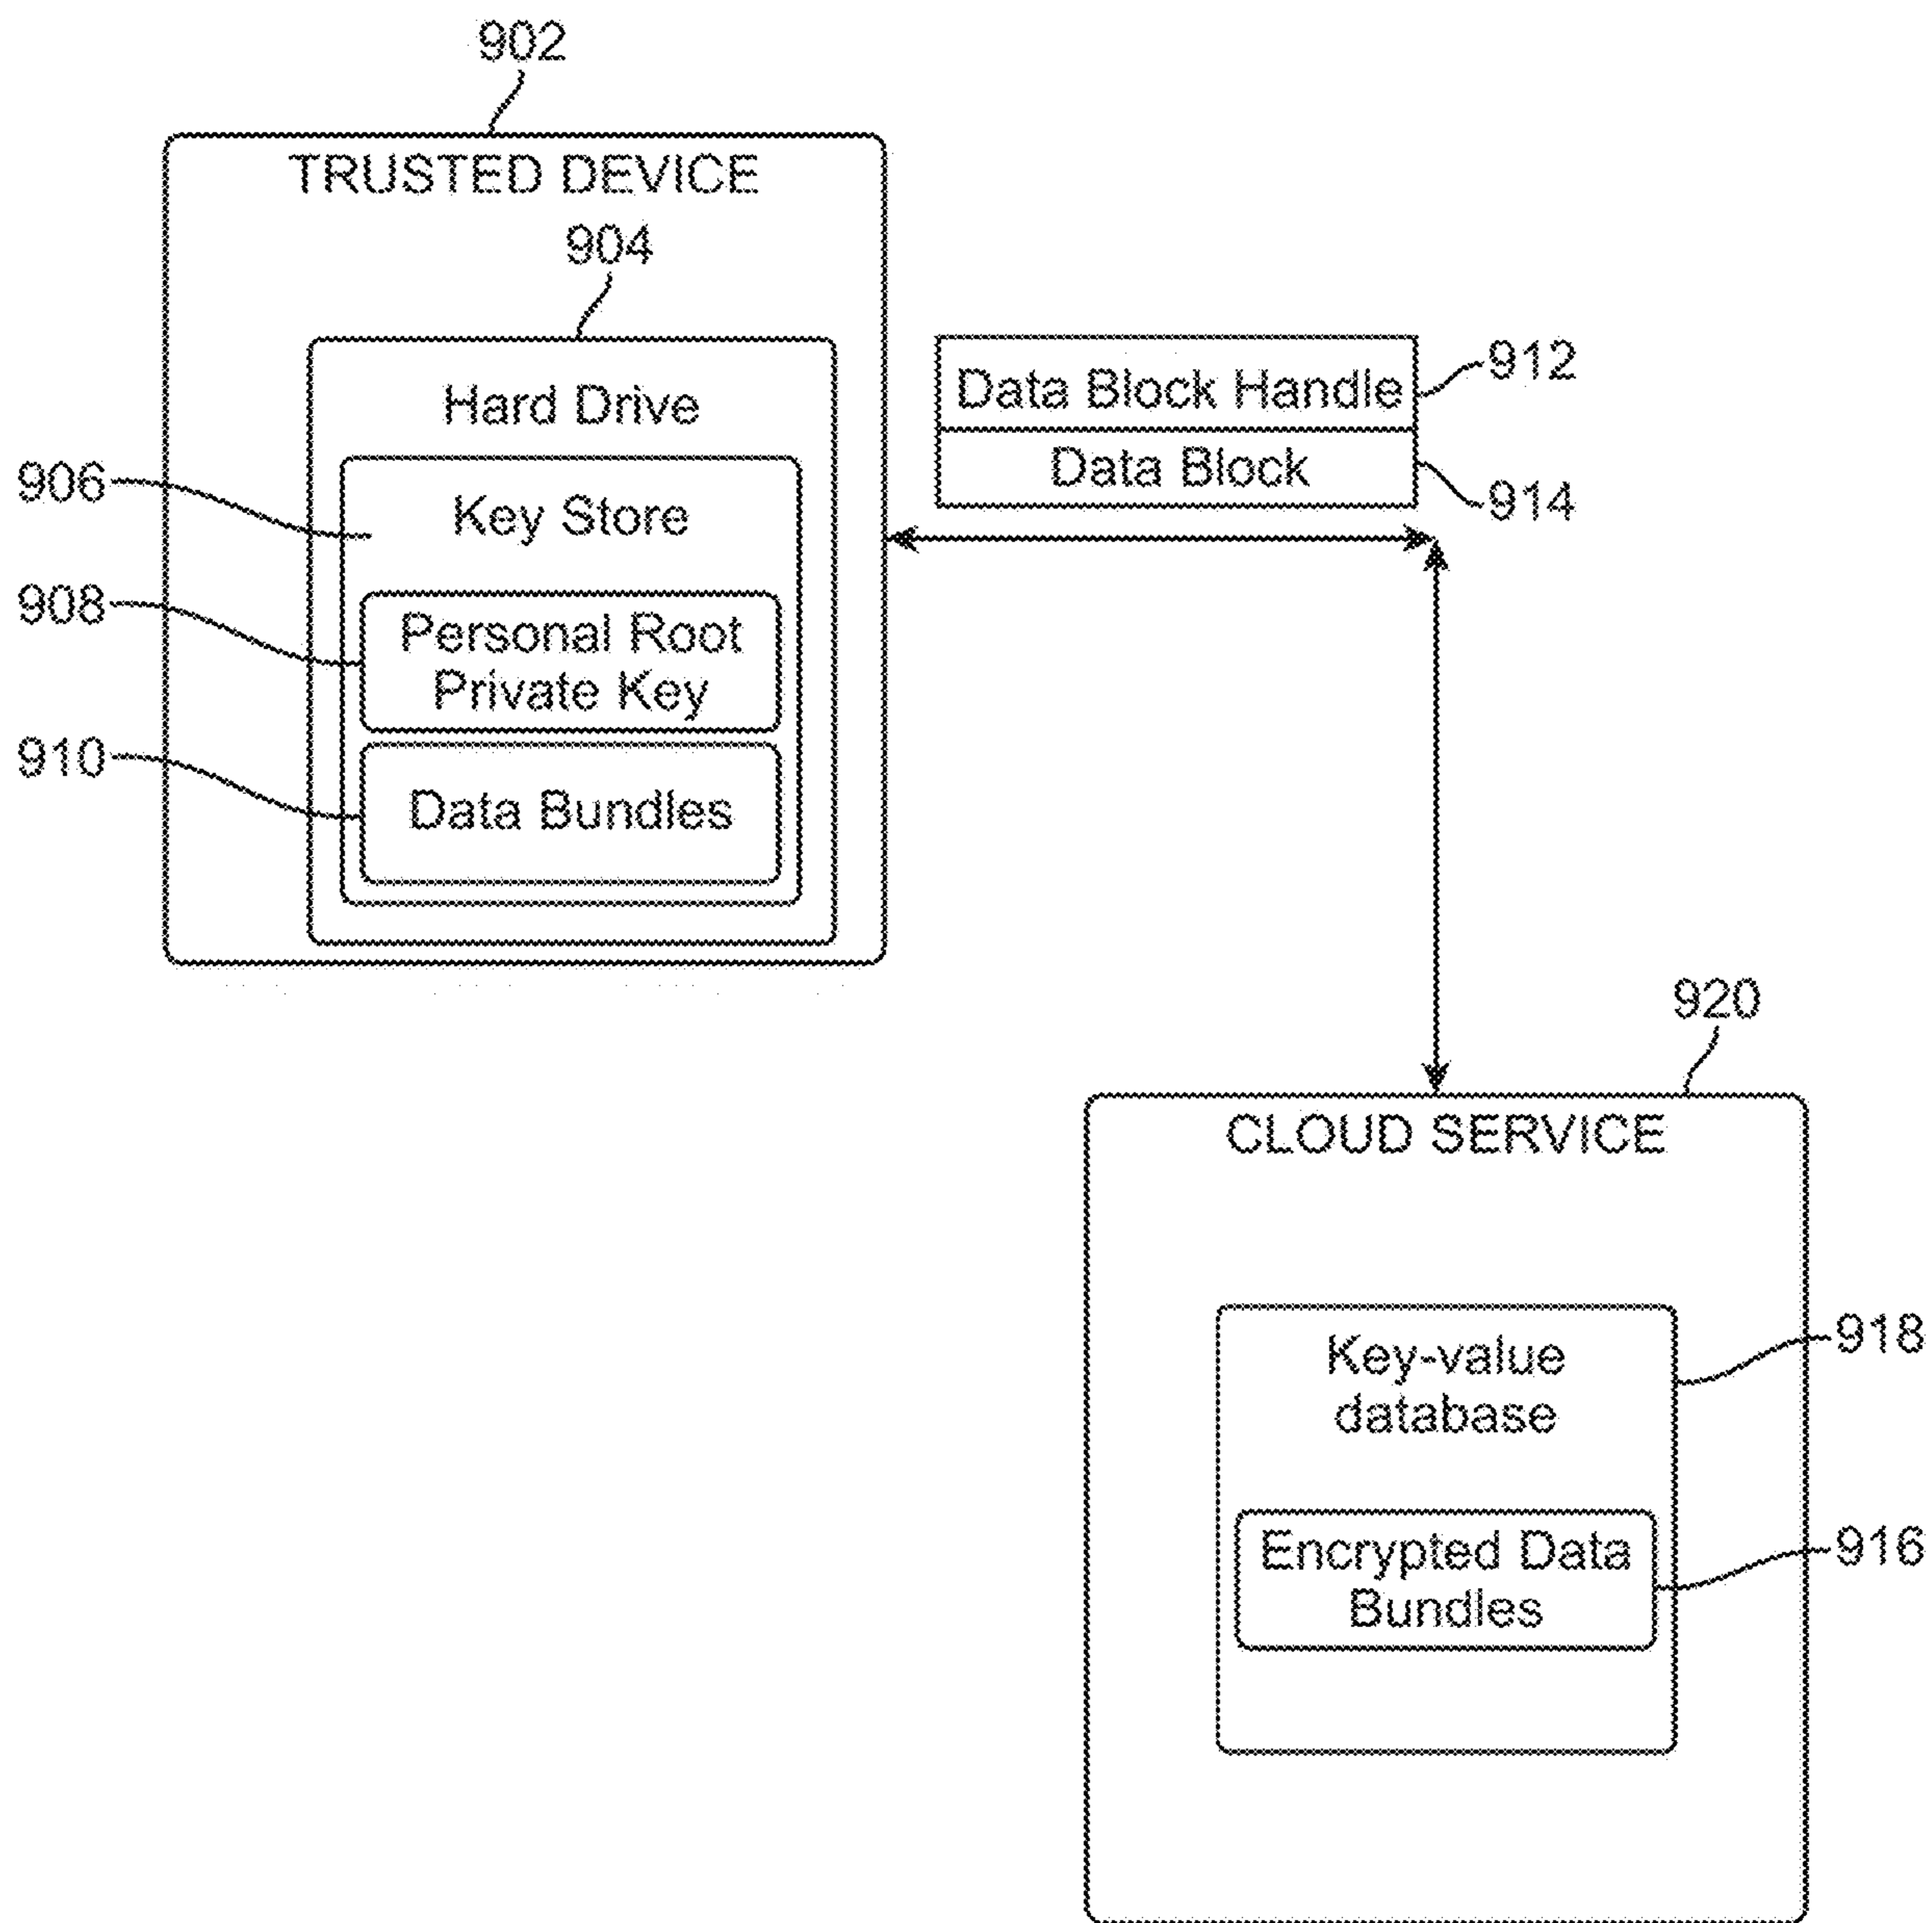 902
TRUSTED DEVICE
904
Hard Drive
906
Key Store
908
Personal Root
Private Key
910
Data Bundles
Data Block Handle
912
Data Block
914
920
CLOUD SERVICE
Key-value
database
918
Encrypted Data
Bundles
916